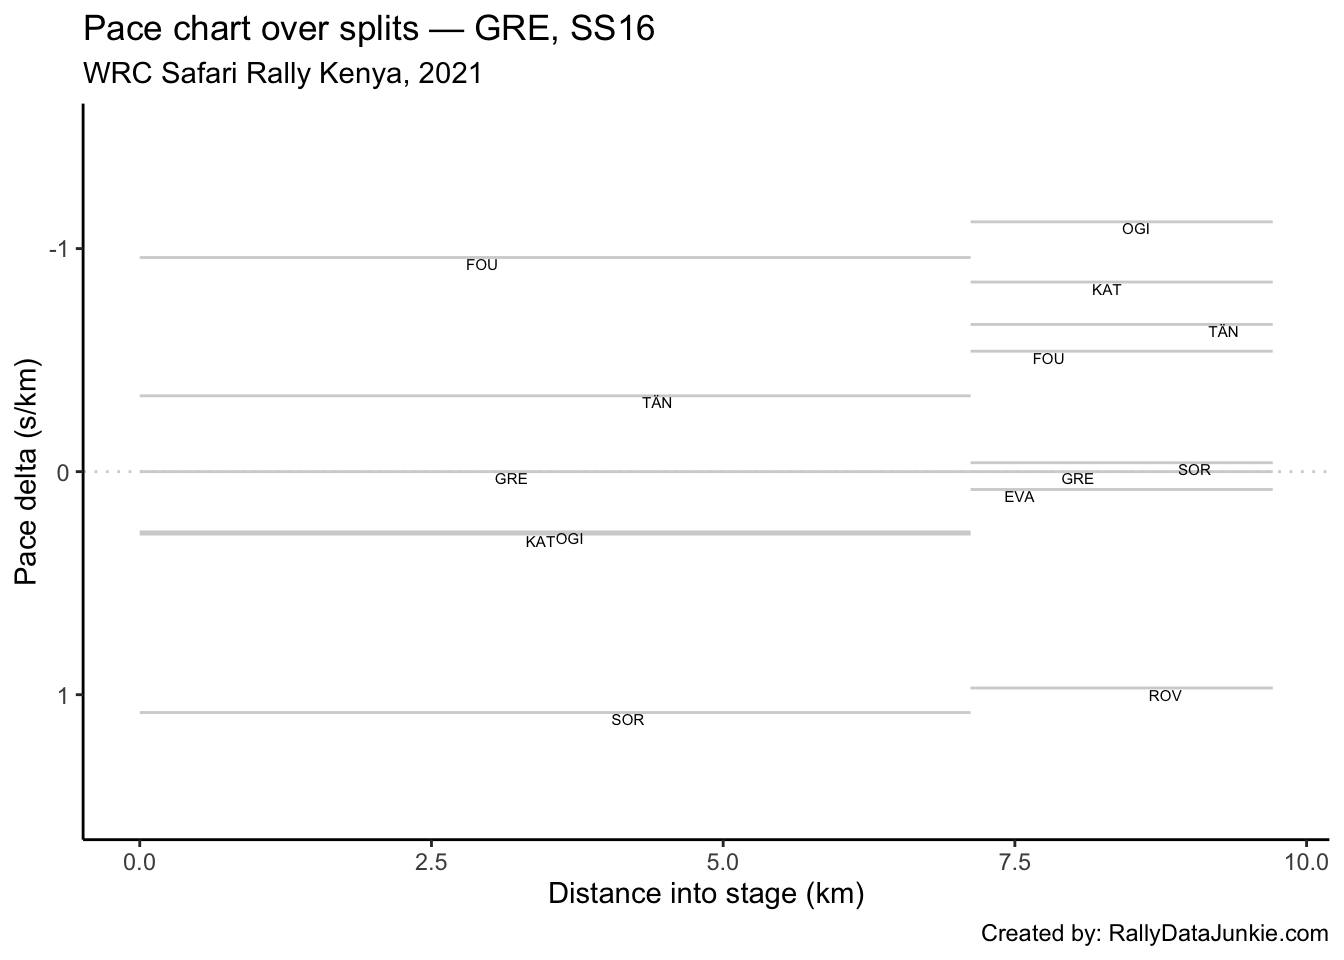 Pace chart over splits — GRE, SS16
WRC Safari Rally Kenya, 2021
Pace delta (s/km)
-1
0
1
OGI
FOU
KAT
TÄN
FOU
TÄN
SOR
GRE
GRE
EVA
KAT
OGI
ROV
SOR
0.0 2.5 5.0 7.5 10.0
Distance into stage (km)
Created by: RallyDataJunkie.com